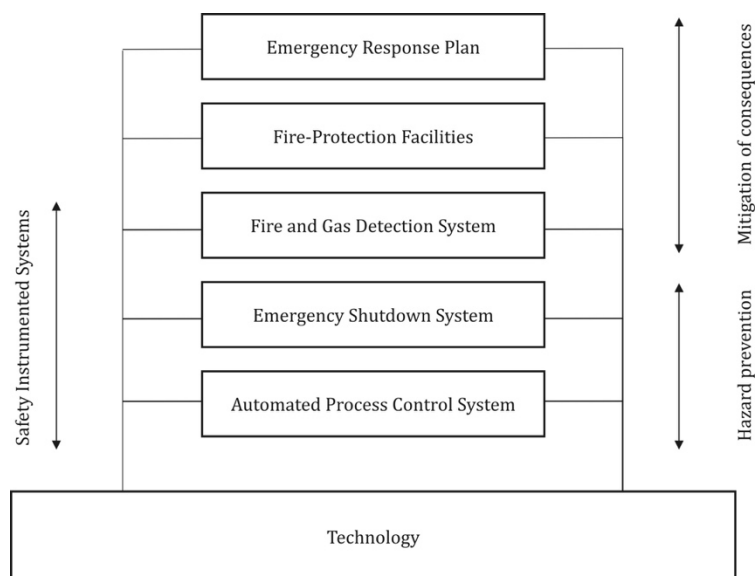 Emergency Response Plan
Fire-Protection Facilities
Fire and Gas Detection System
Emergency Shutdown System
Automated Process Control System
Technology
Safety Instrumented Systems
Mitigation of consequences
Hazard prevention